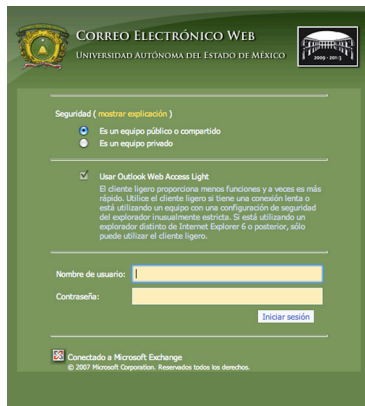 Correo Electrónico Web
Universidad Autónoma del Estado de México
2009 - 2013
Seguridad ( mostrar explicación )
Es un equipo público o compartido
Es un equipo privado
Usar Outlook Web Access Light
El cliente ligero proporciona menos funciones y a veces es más
rápido. Utilice el cliente ligero si tiene una conexión lenta o
está utilizando un equipo con una configuración de seguridad
del explorador inusualmente estricta. Si está utilizando un
explorador distinto de Internet Explorer 6 o posterior, sólo
puede utilizar el cliente ligero.
Nombre de usuario:
Contraseña:
Iniciar sesión
Conectado a Microsoft Exchange
© 2007 Microsoft Corporation. Reservados todos los derechos.